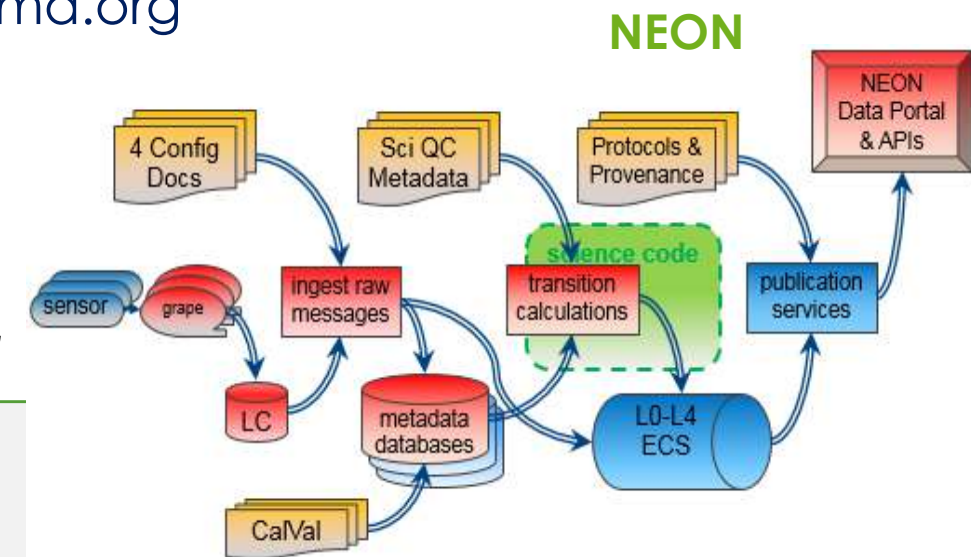 ma.org
NEON
NEON
Data Portal
& APIs
4 Config
Docs
Sci QC
Metadata
Protocols &
Provenance
science code
sensor
grape
ingest raw
messages
transition
calculations
publication
services
LC
metadata
databases
L0-L4
ECS
CalVal